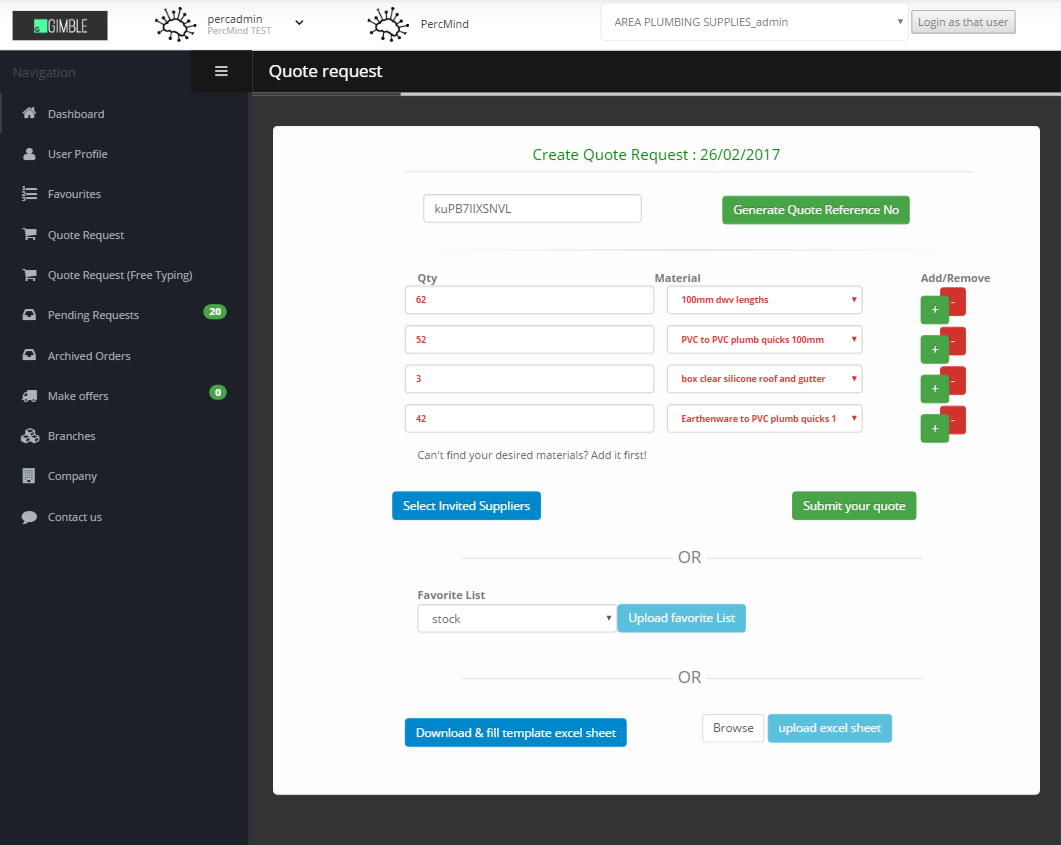 GIMBLE
percadmin
PercMind TEST
PercMind
AREA PLUMBING SUPPLIES_admin
Login as that user
Navigation
Quote request
Dashboard
User Profile
Favourites
Quote Request
Quote Request (Free Typing)
Pending Requests 20
Archived Orders
Make offers 0
Branches
Company
Contact us
Create Quote Request : 26/02/2017
kuPB7IIXSNVL Generate Quote Reference No
Qty Material Add/Remove
62 100mm dwv lengths + -
52 PVC to PVC plumb quicks 100mm + -
3 box clear silicone roof and gutter + -
42 Earthenware to PVC plumb quicks 1 + -
Can't find your desired materials? Add it first!
Select Invited Suppliers Submit your quote
OR
Favorite List
stock Upload favorite List
OR
Download & fill template excel sheet Browse upload excel sheet